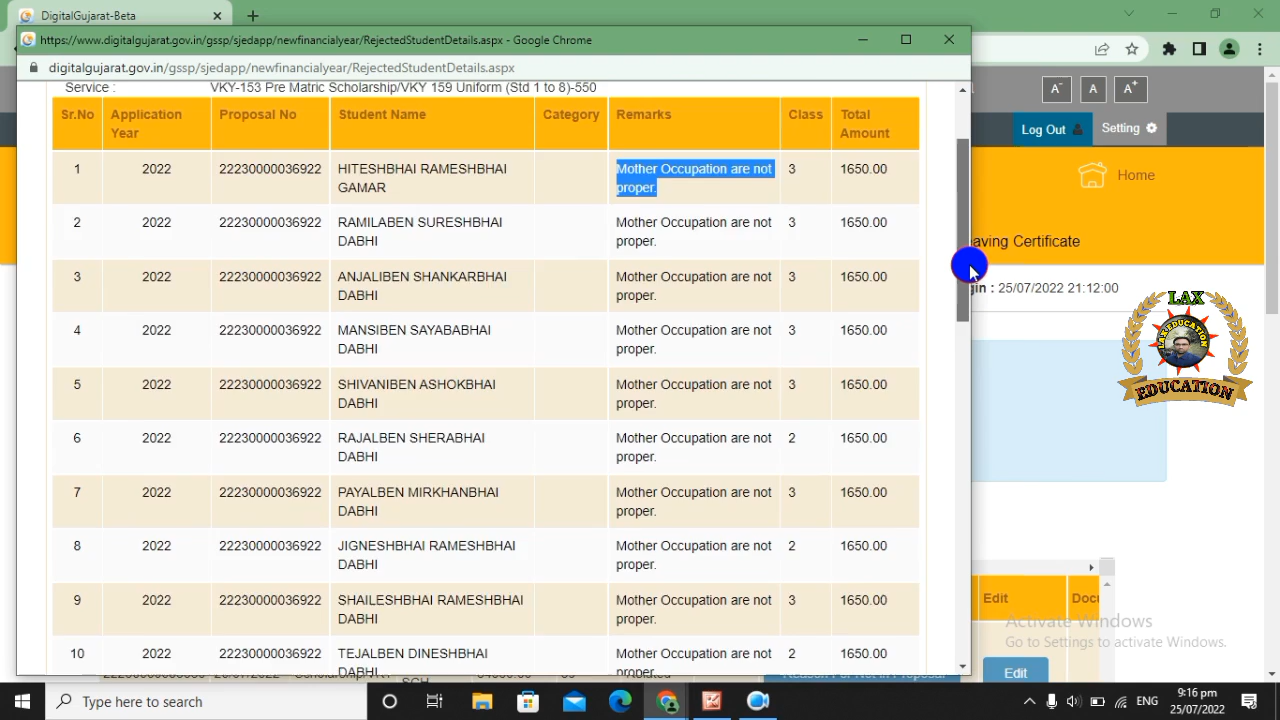 DigitalGujarat-Beta
https://www.digitalgujarat.gov.in/gssp/sjedapp/newfinancialyear/RejectedStudentDetails.aspx - Google Chrome
digitalgujarat.gov.in/gssp/sjedapp/newfinancialyear/RejectedStudentDetails.aspx
Service : VKY-153 Pre Matric Scholarship/VKY 159 Uniform (Std 1 to 8)-550
Sr.No Application Year Proposal No Student Name Category Remarks Class Total Amount
1 2022 22230000036922 HITESHBHAI RAMESHBHAI GAMAR Mother Occupation are not proper. 3 1650.00
2 2022 22230000036922 RAMILABEN SURESHBHAI DABHI Mother Occupation are not proper. 3 1650.00
3 2022 22230000036922 ANJALIBEN SHANKARBHAI DABHI Mother Occupation are not proper. 3 1650.00
4 2022 22230000036922 MANSIBEN SAYABABHAI DABHI Mother Occupation are not proper. 3 1650.00
5 2022 22230000036922 SHIVANIBEN ASHOKBHAI DABHI Mother Occupation are not proper. 3 1650.00
6 2022 22230000036922 RAJALBEN SHERABHAI DABHI Mother Occupation are not proper. 2 1650.00
7 2022 22230000036922 PAYALBEN MIRKHANBHAI DABHI Mother Occupation are not proper. 3 1650.00
8 2022 22230000036922 JIGNESHBHAI RAMESHBHAI DABHI Mother Occupation are not proper. 2 1650.00
9 2022 22230000036922 SHAILESHBHAI RAMESHBHAI DABHI Mother Occupation are not proper. 3 1650.00
10 2022 22230000036922 TEJALBEN DINESHBHAI DABHI Mother Occupation are not 2 1650.00
A- A A+
Log Out Setting
Home
aving Certificate
gin : 25/07/2022 21:12:00
LAX
LAX EDUCATION
EDUCATION
Edit Docu
Edit
Activate Windows
Go to Settings to activate Windows.
Type here to search
ENG
9:16 pm
25/07/2022